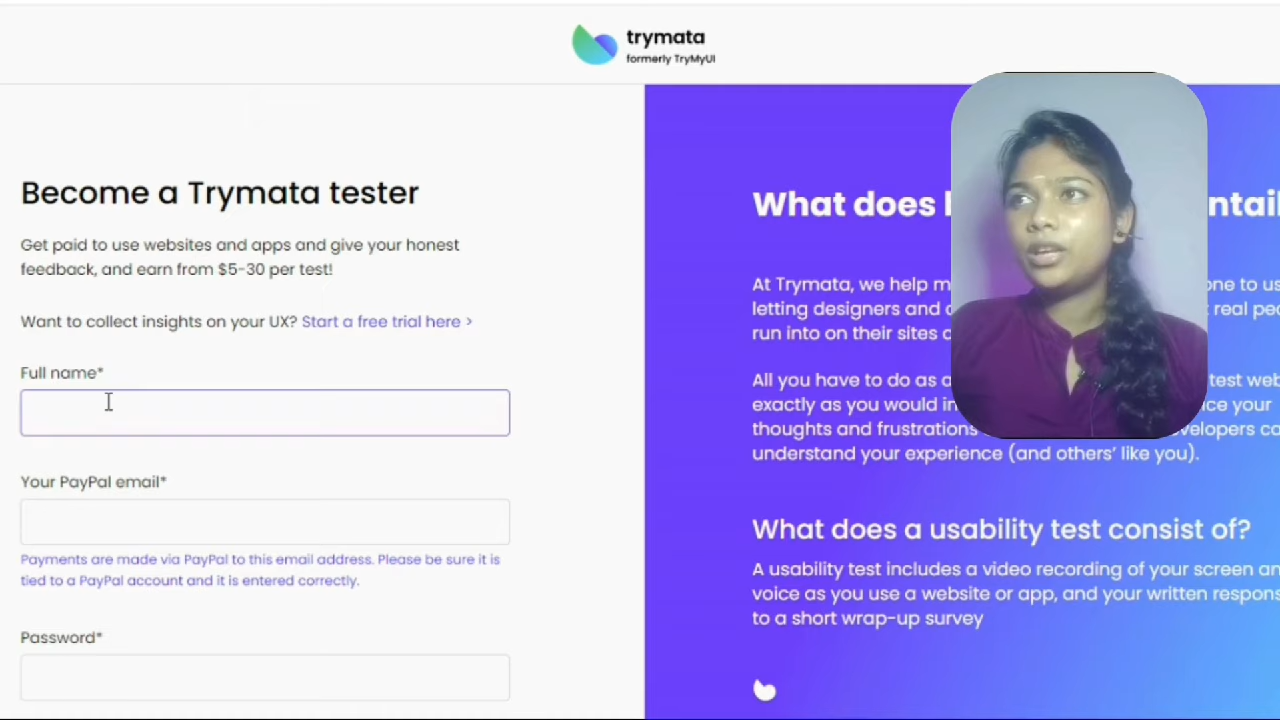 trymata
formerly TryMyUI
Become a Trymata tester
Get paid to use websites and apps and give your honest
feedback, and earn from $5-30 per test!
Want to collect insights on your UX? Start a free trial here >
Full name*
Your PayPal email*
Payments are made via PayPal to this email address. Please be sure it is
tied to a PayPal account and it is entered correctly.
Password*
What does
At Trymata, we help
letting designers and
run into on their sites
one to
real
All you have to do as
exactly as you would
thoughts and frustrations
understand your experience (and others' like you).
test
your
What does a usability test consist of?
A usability test includes a video recording of your screen
voice as you use a website or app, and your written
to a short wrap-up survey